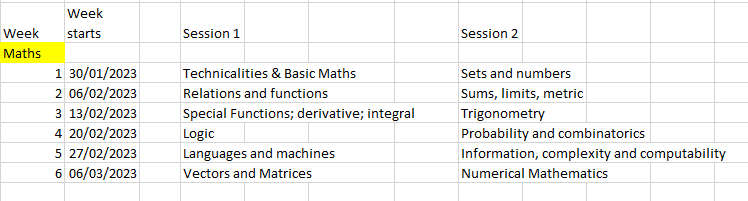 Week Week starts Session 1 Session 2
Maths
1 30/01/2023 Technicalities & Basic Maths Sets and numbers
2 06/02/2023 Relations and functions Sums, limits, metric
3 13/02/2023 Special Functions; derivative; integral Trigonometry
4 20/02/2023 Logic Probability and combinatorics
5 27/02/2023 Languages and machines Information, complexity and computability
6 06/03/2023 Vectors and Matrices Numerical Mathematics